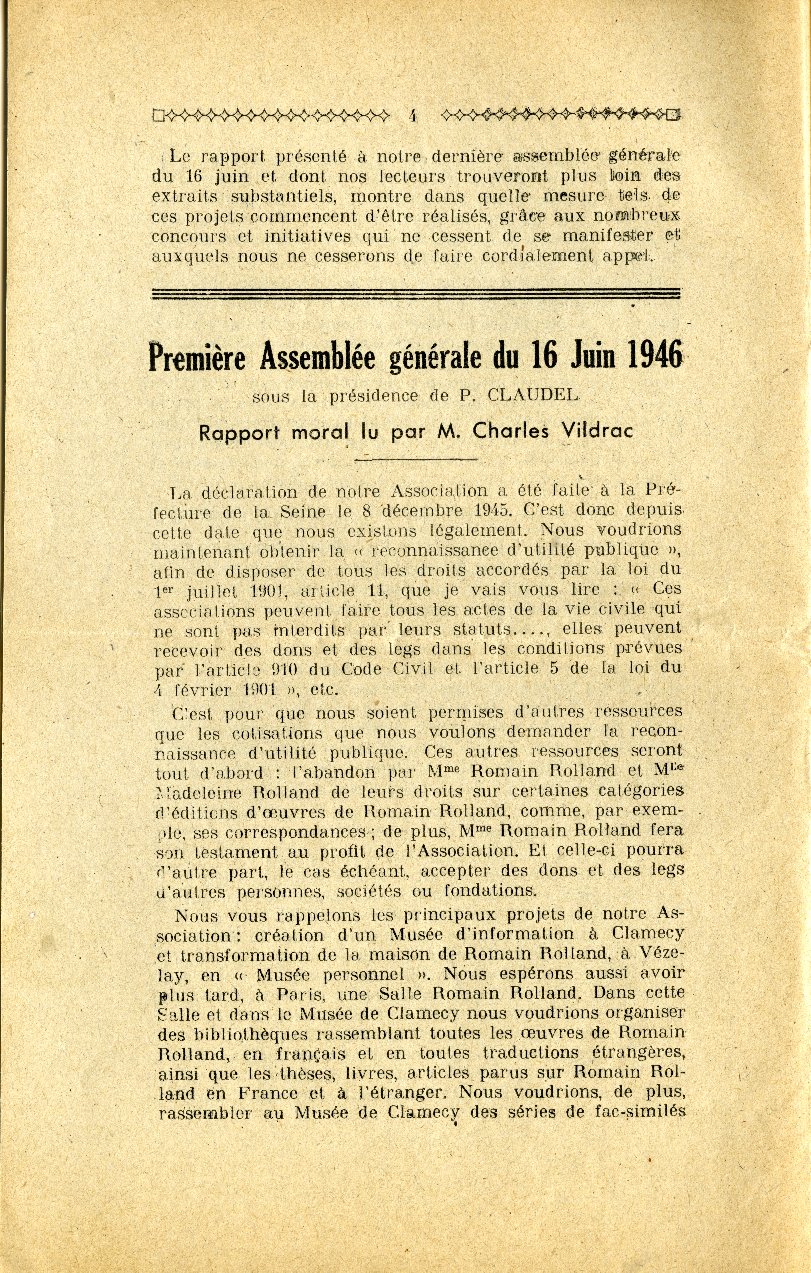 4
Le rapport présenté à notre dernière assemblée générale
du 16 juin et dont nos lecteurs trouveront plus loin des
extraits substantiels, montre dans quelle mesure tels de
ces projets commencent d'être réalisés, grâce aux nombreux
concours et initiatives qui ne cessent de se manifester et
auxquels nous ne cesserons de faire cordialement appel.
Première Assemblée générale du 16 Juin 1946
sous la présidence de P. CLAUDEL
Rapport moral lu par M. Charles Vildrac
La déclaration de notre Association a été faite à la Pré-
fecture de la Seine le 8 décembre 1945. C'est donc depuis
cette date que nous existons légalement. Nous voudrions
maintenant obtenir la « reconnaissance d'utilité publique »,
afin de disposer de tous les droits accordés par la loi du
1er juillet 1901, article 11, que je vais vous lire : « Ces
associations peuvent faire tous les actes de la vie civile qui
ne sont pas interdits par leurs statuts...., elles peuvent
recevoir des dons et des legs dans les conditions prévues
par l'article 910 du Code Civil et l'article 5 de la loi du
4 février 1901 », etc.
C'est pour que nous soient permises d'autres ressources
que les cotisations que nous voulons demander la recon-
naissance d'utilité publique. Ces autres ressources seront
tout d'abord : l'abandon par Mme Romain Rolland et Mlle
Madeleine Rolland de leurs droits sur certaines catégories
d'éditions d'œuvres de Romain Rolland, comme, par exem-
ple, ses correspondances ; de plus, Mme Romain Rolland fera
son testament au profit de l'Association. Et celle-ci pourra
d'autre part, le cas échéant, accepter des dons et des legs
d'autres personnes, sociétés ou fondations.
Nous vous rappelons les principaux projets de notre As-
sociation : création d'un Musée d'information à Clamecy
et transformation de la maison de Romain Rolland, à Véze-
lay, en « Musée personnel ». Nous espérons aussi avoir
plus tard, à Paris, une Salle Romain Rolland. Dans cette
Salle et dans le Musée de Clamecy nous voudrions organiser
des bibliothèques rassemblant toutes les œuvres de Romain
Rolland, en français et en toutes traductions étrangères,
ainsi que les thèses, livres, articles parus sur Romain Rol-
land en France et à l'étranger. Nous voudrions, de plus,
rassembler au Musée de Clamecy des séries de fac-similés